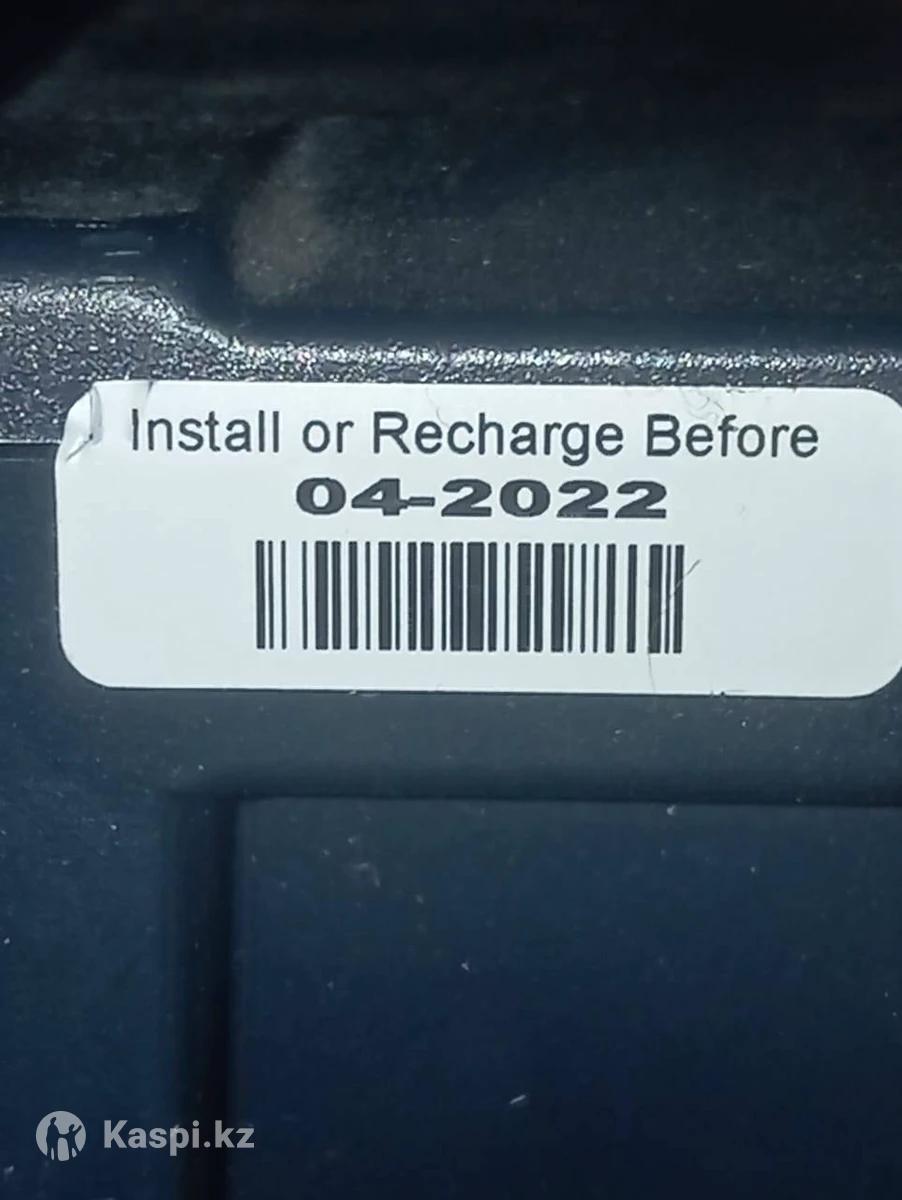 Install or Recharge Before
04-2022
Kaspi.kz